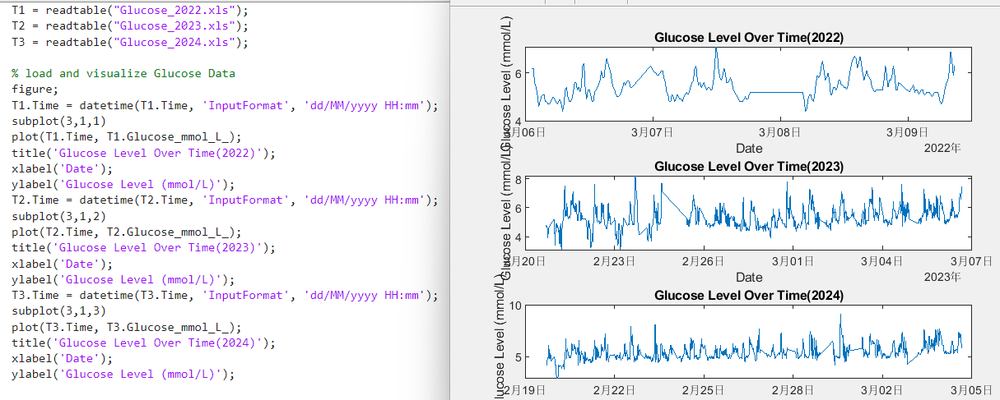 T1 = readtable("Glucose_2022.xls");
T2 = readtable("Glucose_2023.xls");
T3 = readtable("Glucose_2024.xls");
% load and visualize Glucose Data
figure;
T1.Time = datetime(T1.Time, 'InputFormat', 'dd/MM/yyyy HH:mm');
subplot(3,1,1)
plot(T1.Time, T1.Glucose_mmol_L_);
title('Glucose Level Over Time(2022)');
xlabel('Date');
ylabel('Glucose Level (mmol/L)');
T2.Time = datetime(T2.Time, 'InputFormat', 'dd/MM/yyyy HH:mm');
subplot(3,1,2)
plot(T2.Time, T2.Glucose_mmol_L_);
title('Glucose Level Over Time(2023)');
xlabel('Date');
ylabel('Glucose Level (mmol/L)');
T3.Time = datetime(T3.Time, 'InputFormat', 'dd/MM/yyyy HH:mm');
subplot(3,1,3)
plot(T3.Time, T3.Glucose_mmol_L_);
title('Glucose Level Over Time(2024)');
xlabel('Date');
ylabel('Glucose Level (mmol/L)');
Glucose Level Over Time(2022)
Glucose Level (mmol/L)
6
4
3月06日 3月07日 3月08日 3月09日
Date
2022年
Glucose Level Over Time(2023)
Glucose Level (mmol/L)
8
6
4
2月20日 2月23日 2月26日 3月01日 3月04日 3月07日
Date
2023年
Glucose Level Over Time(2024)
Glucose Level (mmol/L)
10
5
2月19日 2月22日 2月25日 2月28日 3月02日 3月05日